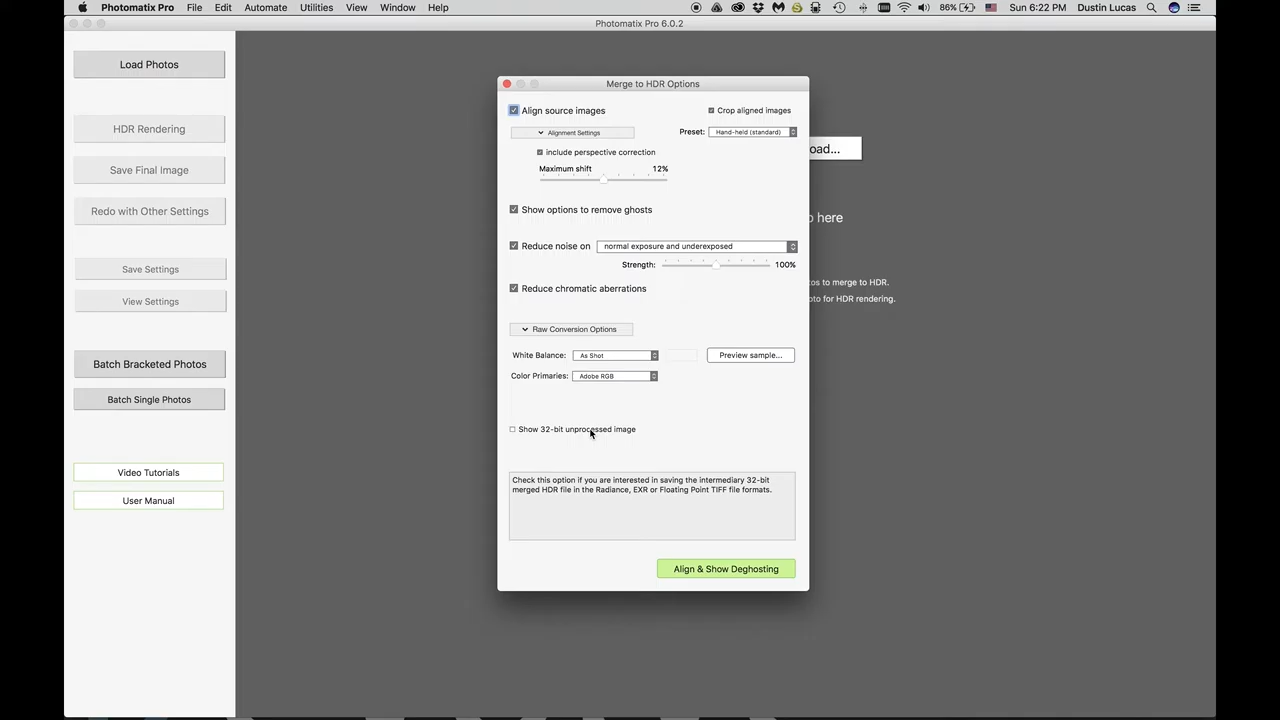 Photomatix Pro File Edit View Automate Utilities View Window Help 86% Sun 6:22 PM Dustin Lucas
Photomatix Pro 6.0.2
Load Photos
HDR Rendering
Save Final Image
Redo with Other Settings
Save Settings
View Settings
Batch Bracketed Photos
Batch Single Photos
Video Tutorials
User Manual
Merge to HDR Options
Align source images
Crop aligned images
Alignment Settings
Preset: Hand-held (standard)
include perspective correction
Maximum shift 12%
Show options to remove ghosts
Reduce noise on normal exposure and underexposed
Strength: 100%
Reduce chromatic aberrations
Raw Conversion Options
White Balance: As Shot
Preview sample...
Color Primaries: Adobe RGB
Show 32-bit unprocessed image
Check this option if you are interested in saving the intermediary 32-bit
merged HDR file in the Radiance, EXR or Floating Point TIFF file formats.
Align & Show Deghosting
oad...
o here
tos to merge to HDR.
oto for HDR rendering.